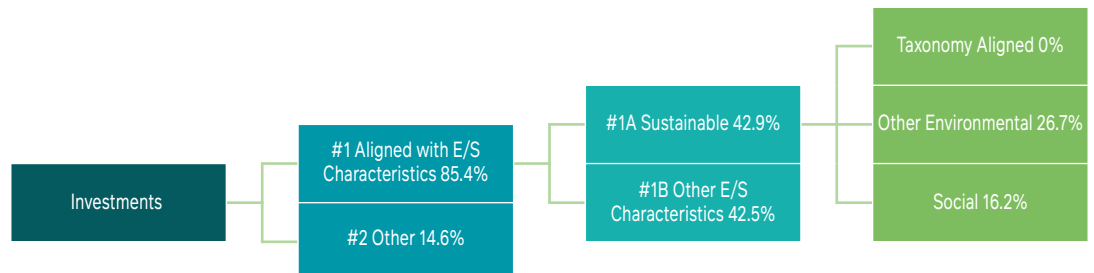 Investments
#1 Aligned with E/S
Characteristics 85.4%
#2 Other 14.6%
#1A Sustainable 42.9%
#1B Other E/S
Characteristics 42.5%
Taxonomy Aligned 0%
Other Environmental 26.7%
Social 16.2%